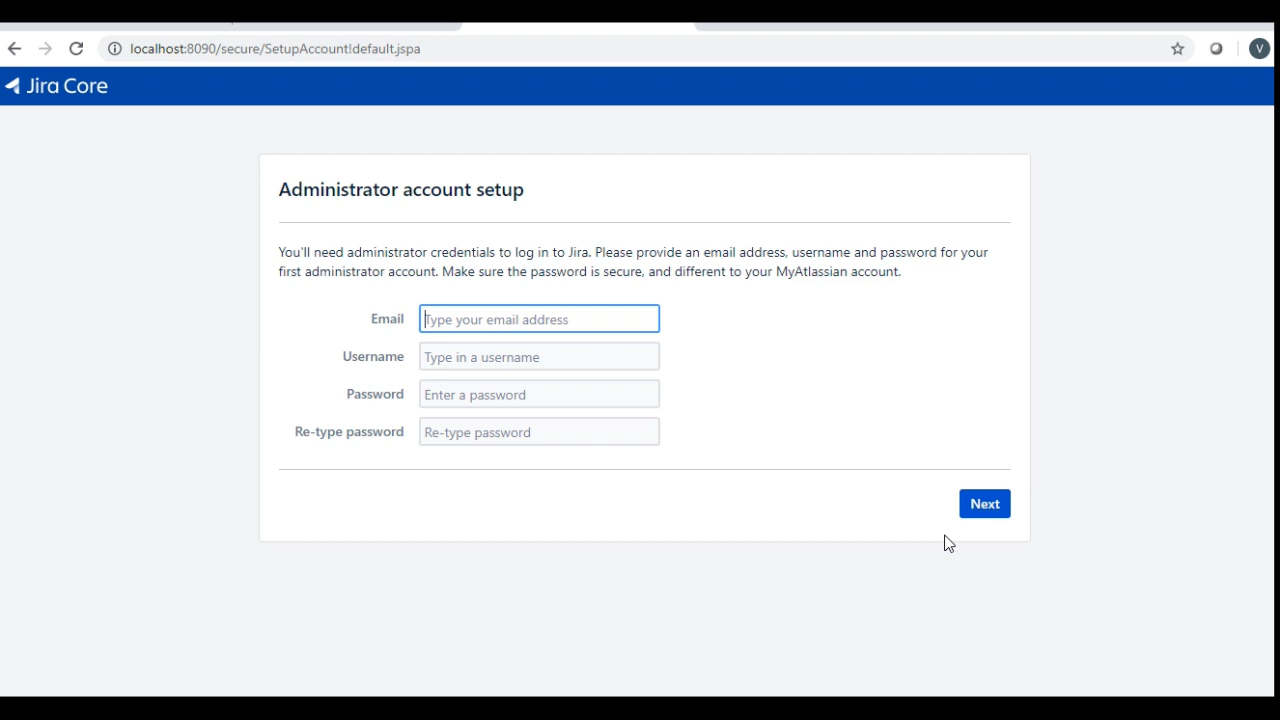 localhost:8090/secure/SetupAccount!default.jspa
V
Jira Core
Administrator account setup
You'll need administrator credentials to log in to Jira. Please provide an email address, username and password for your
first administrator account. Make sure the password is secure, and different to your MyAtlassian account.
Email Type your email address
Username Type in a username
Password Enter a password
Re-type password Re-type password
Next